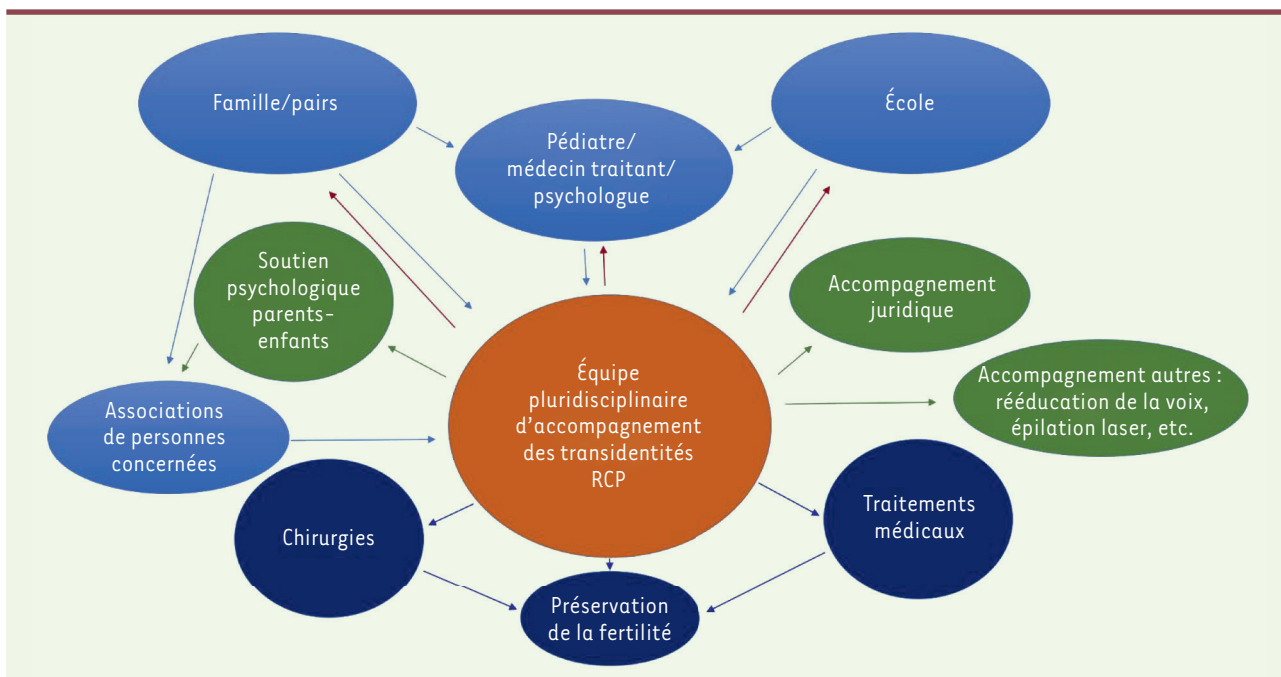 Famille/pairs
École
Pédiatre/
médecin traitant/
psychologue
Soutien
psychologique
parents-
enfants
Accompagnement
juridique
Équipe
pluridisciplinaire
d’accompagnement
des transidentités
RCP
Accompagnement autres :
rééducation de la voix,
épilation laser, etc.
Associations
de personnes
concernées
Chirurgies
Traitements
médicaux
Préservation
de la fertilité